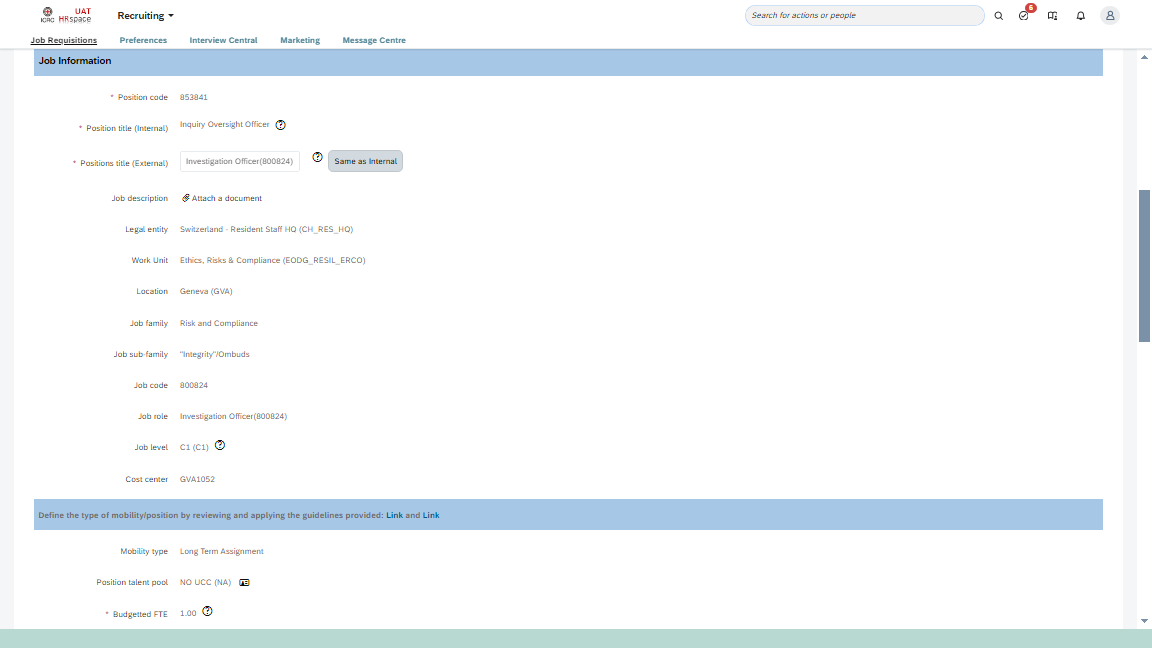 UAT
ICRC HRspace
Recruiting
Search for actions or people
6
Job Requisitions
Preferences
Interview Central
Marketing
Message Centre
Job Information
* Position code 853841
* Position title (Internal) Inquiry Oversight Officer
* Positions title (External) Investigation Officer(800824) Same as Internal
Job description Attach a document
Legal entity Switzerland - Resident Staff HQ (CH_RES_HQ)
Work Unit Ethics, Risks & Compliance (EODG_RESIL_ERCO)
Location Geneva (GVA)
Job family Risk and Compliance
Job sub-family "Integrity"/Ombuds
Job code 800824
Job role Investigation Officer(800824)
Job level C1 (C1)
Cost center GVA1052
Define the type of mobility/position by reviewing and applying the guidelines provided: Link and Link
Mobility type Long Term Assignment
Position talent pool NO UCC (NA)
* Budgetted FTE 1.00